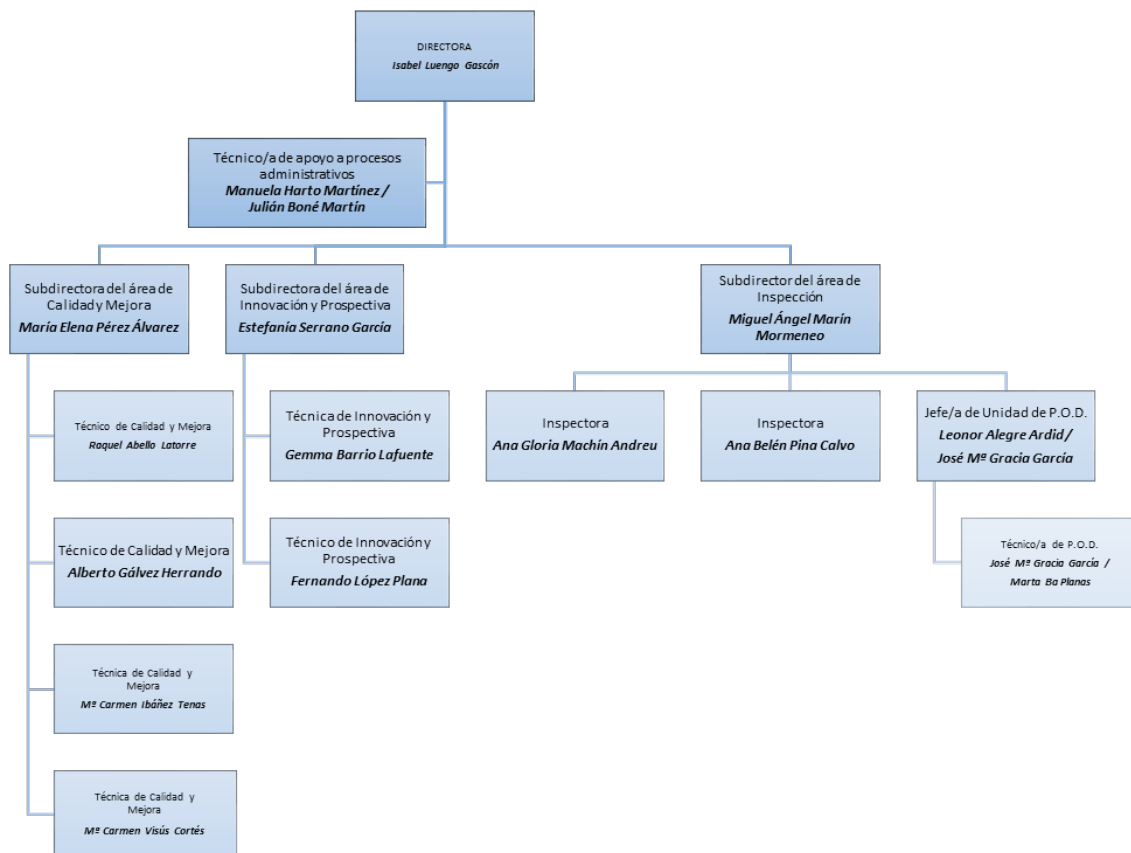 DIRECTORA
Isabel Luengo Gascón
Técnico/a de apoyo a procesos
administrativos
Manuela Harto Martínez /
Julián Boné Martín
Subdirectora del área de
Calidad y Mejora
María Elena Pérez Álvarez
Subdirectora del área de
Innovación y Prospectiva
Estefanía Serrano García
Subdirector del área de
Inspección
Miguel Ángel Marín
Mormeneo
Técnico de Calidad y Mejora
Raquel Abello Latorre
Técnica de Innovación y
Prospectiva
Gemma Barrio Lafuente
Inspectora
Ana Gloria Machín Andreu
Inspectora
Ana Belén Pina Calvo
Jefe/a de Unidad de P.O.D.
Leonor Alegre Ardid /
José Mª Gracia García
Técnico de Calidad y Mejora
Alberto Gálvez Herrando
Técnico de Innovación y
Prospectiva
Fernando López Plana
Técnico/a de P.O.D.
José Mª Gracia García /
Marta Ba Planas
Técnica de Calidad y
Mejora
Mª Carmen Ibáñez Tenas
Técnica de Calidad y
Mejora
Mª Carmen Visús Cortés